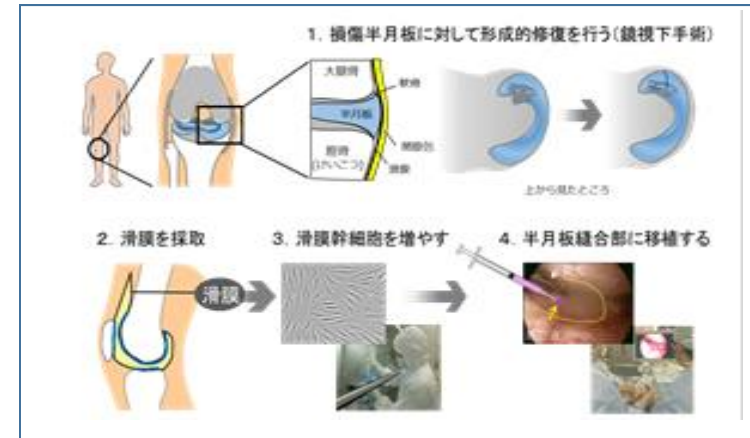 1. 損傷半月板に対して形成的修復を行う(鏡視下手術)
大腿骨
軟骨
半月板
関節包
脛骨
(けいこつ)
滑膜
上から見たところ
2. 滑膜を採取
3. 滑膜幹細胞を増やす
4. 半月板縫合部に移植する
滑膜